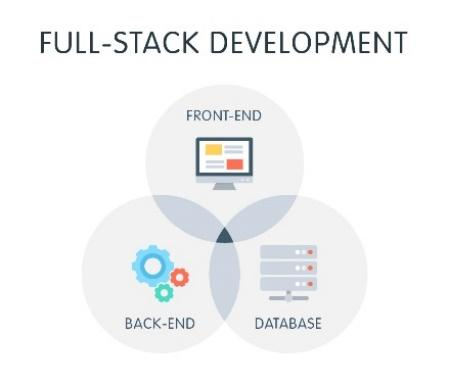 FULL-STACK DEVELOPMENT
FRONT-END
BACK-END
DATABASE